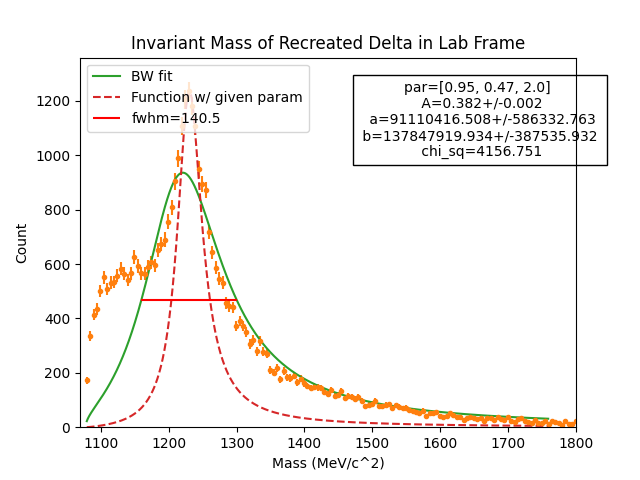 Invariant Mass of Recreated Delta in Lab Frame
BW fit
Function w/ given param
fwhm=140.5
par=[0.95, 0.47, 2.0]
A=0.382+/-0.002
a=91110416.508+/-586332.763
b=137847919.934+/-387535.932
chi_sq=4156.751
Count
1200
1000
800
600
400
200
0
1100 1200 1300 1400 1500 1600 1700 1800
Mass (MeV/c^2)